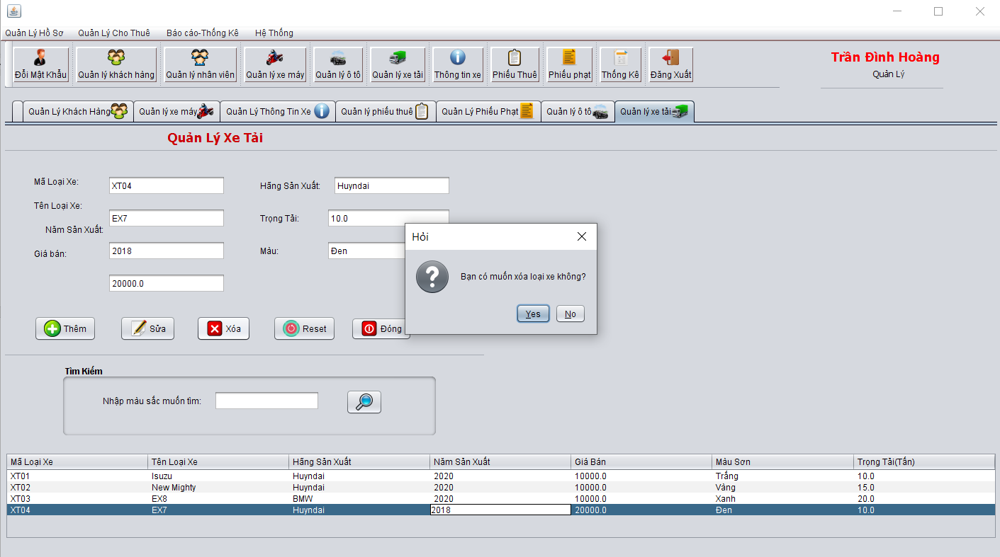 Quản Lý Hồ Sơ Quản Lý Cho Thuê Báo cáo-Thống Kê Hệ Thống
Đổi Mật Khẩu Quản lý khách hàng Quản lý nhân viên Quản lý xe máy Quản lý ô tô Quản lý xe tải Thông tin xe Phiếu Thuê Phiếu phạt Thống Kê Đăng Xuất
Trần Đình Hoàng
Quản Lý
Quản Lý Khách Hàng Quản lý xe máy Quản Lý Thông Tin Xe Quản lý phiếu thuê Quản Lý Phiếu Phạt Quản lý ô tô Quản lý xe tải
Quản Lý Xe Tải
Mã Loại Xe: XT04 Hãng Sản Xuất: Huyndai
Tên Loại Xe: EX7 Trọng Tải: 10.0
Năm Sản Xuất: 2018 Màu: Đen
Giá bán: 20000.0
Hỏi
Bạn có muốn xóa loại xe không?
Yes No
Thêm Sửa Xóa Reset Đóng
Tìm Kiếm
Nhập màu sắc muốn tìm:
Mã Loại Xe Tên Loại Xe Hãng Sản Xuất Năm Sản Xuất Giá Bán Màu Sơn Trọng Tải(Tấn)
XT01 Isuzu Huyndai 2020 10000.0 Trắng 10.0
XT02 New Mighty Huyndai 2020 10000.0 Vàng 15.0
XT03 EX8 BMW 2020 10000.0 Xanh 20.0
XT04 EX7 Huyndai 2018 20000.0 Đen 10.0